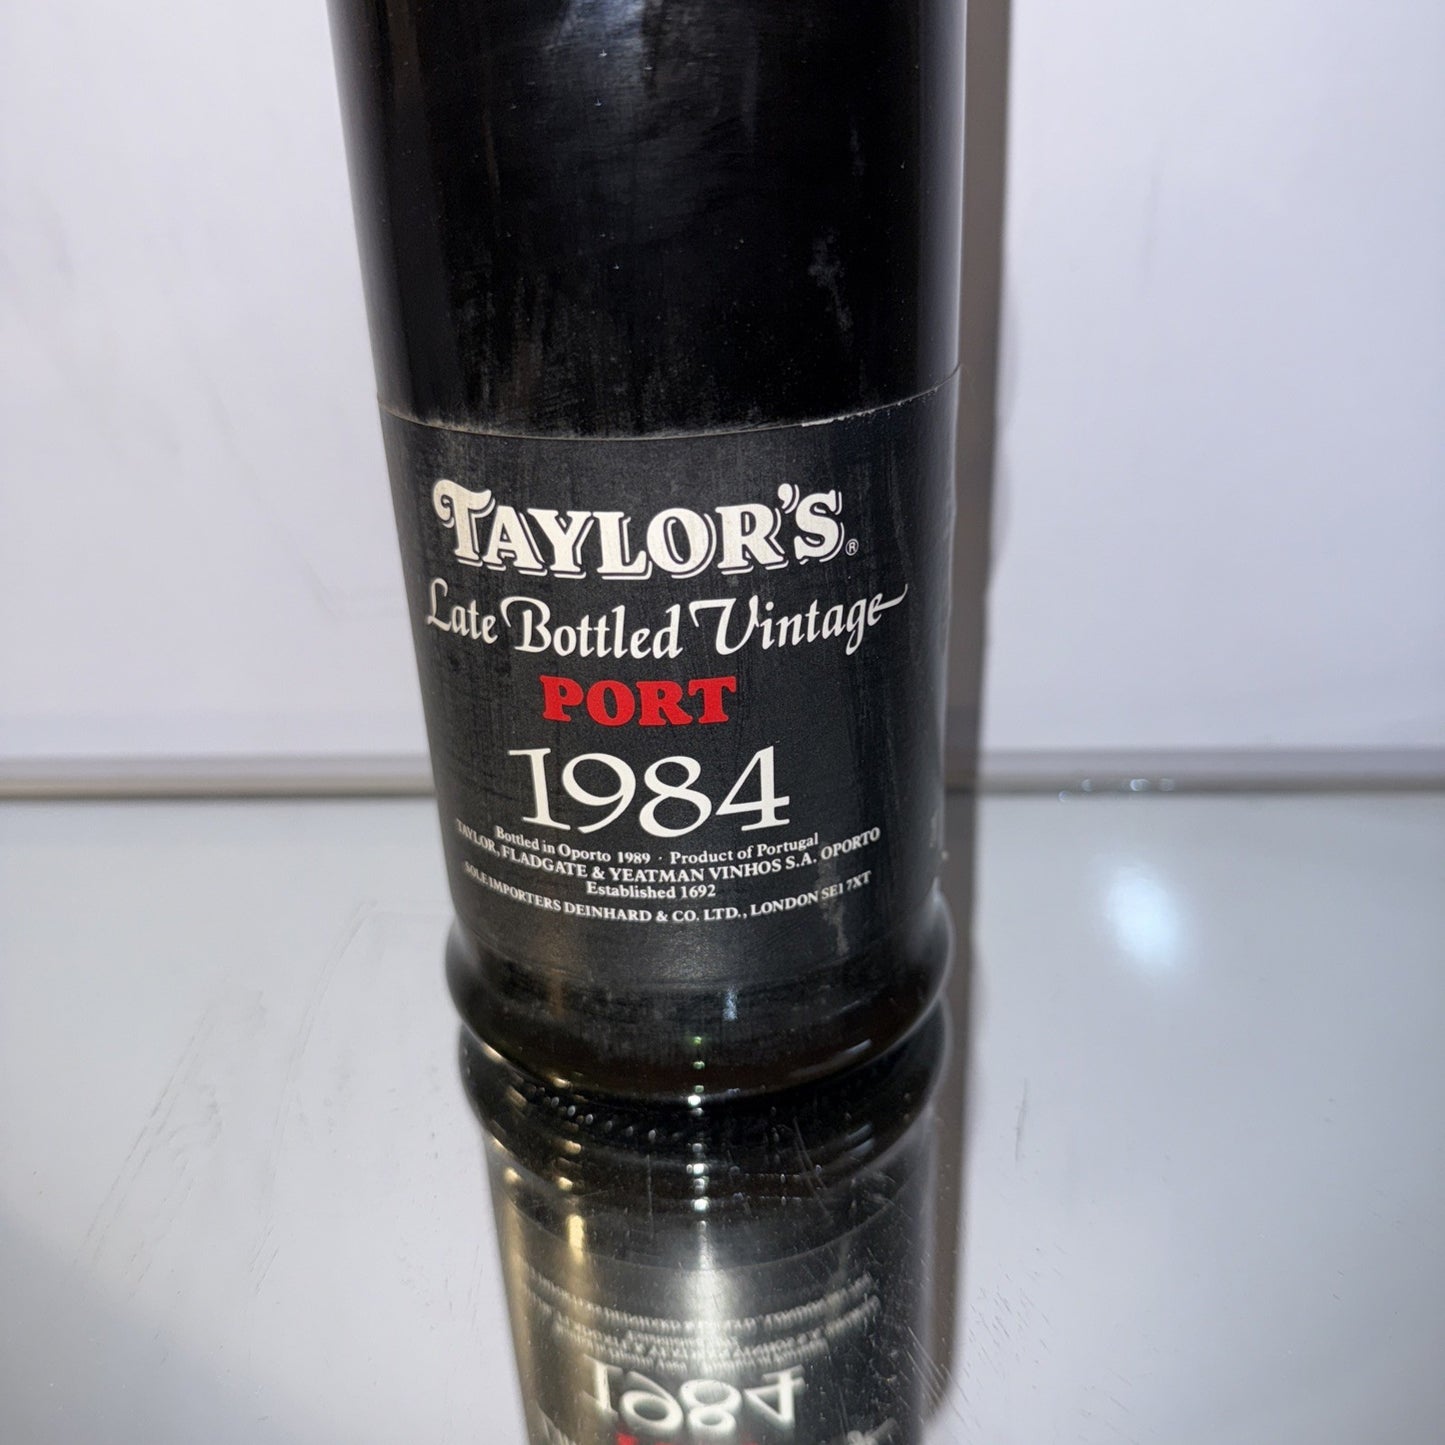 TAYLOR'S®
Late Bottled Vintage
PORT
1984
Bottled in Oporto 1989 · Product of Portugal
TAYLOR, FLADGATE & YEATMAN VINHOS S.A. OPORTO
Established 1692
SOLE IMPORTERS DEINHARD & CO. LTD., LONDON SE1 7XT